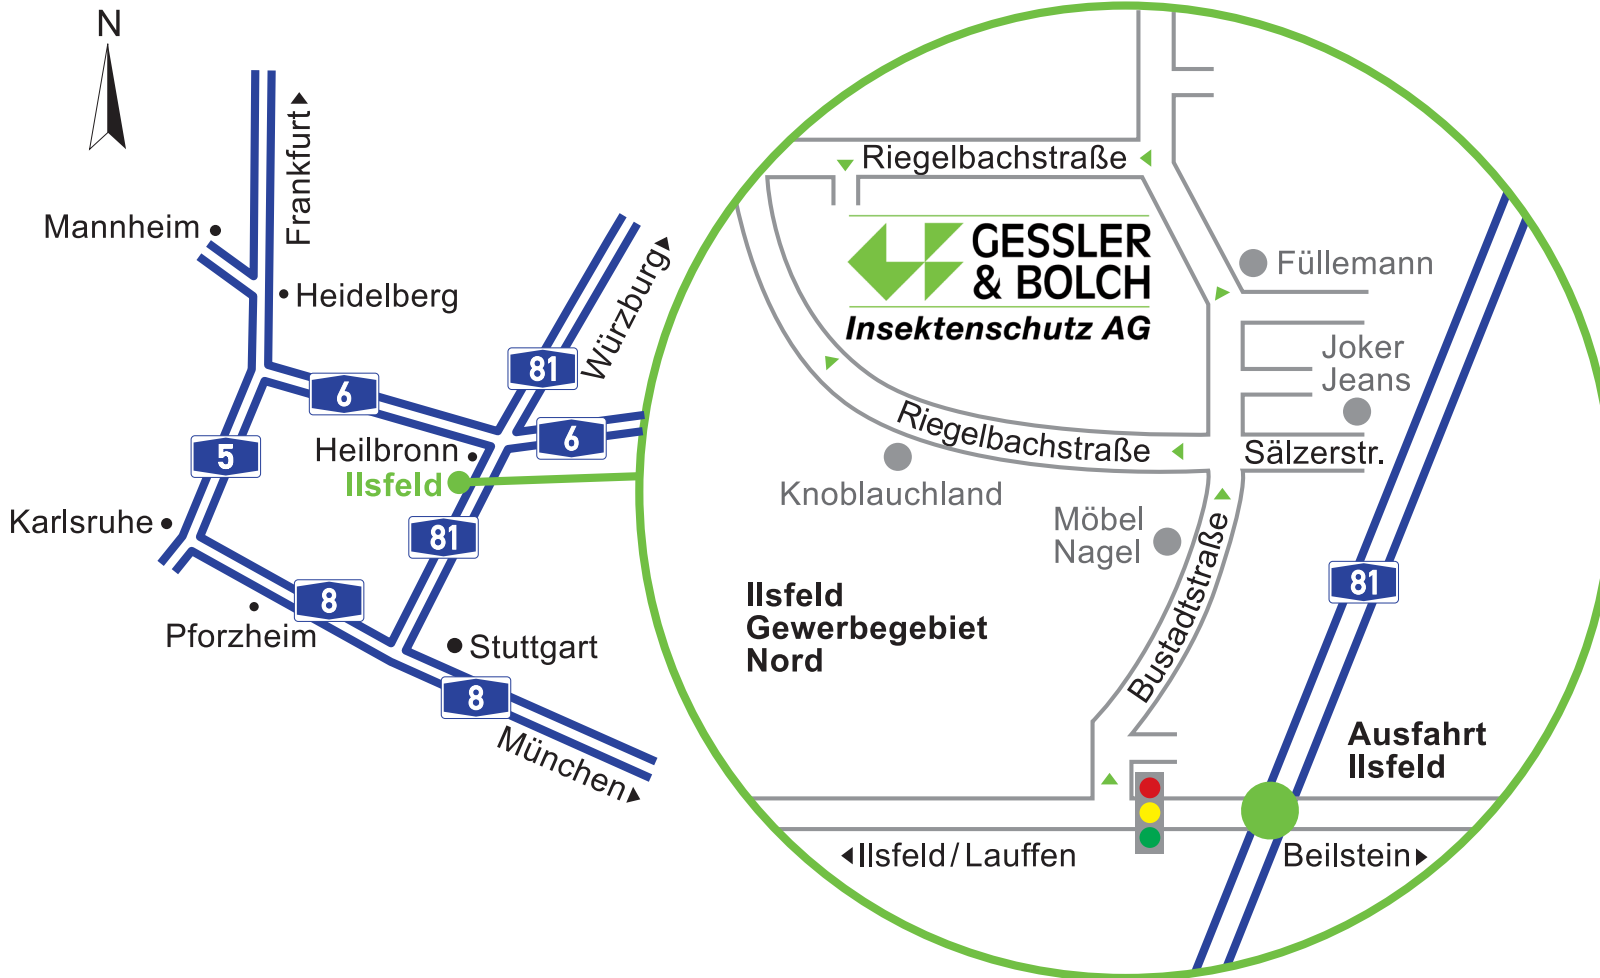 N
Frankfurt
Mannheim
Heidelberg
Würzburg
81
6
6
5
Heilbronn
Ilsfeld
Karlsruhe
81
8
Pforzheim
Stuttgart
8
München
Riegelbachstraße
GESSLER
& BOLCH
Insektenschutz AG
Füllemann
Joker
Jeans
Riegelbachstraße
Sälzerstr.
Knoblauchland
Möbel
Nagel
Bustadtstraße
81
Ilsfeld
Gewerbegebiet
Nord
Ausfahrt
Ilsfeld
Ilsfeld / Lauffen
Beilstein